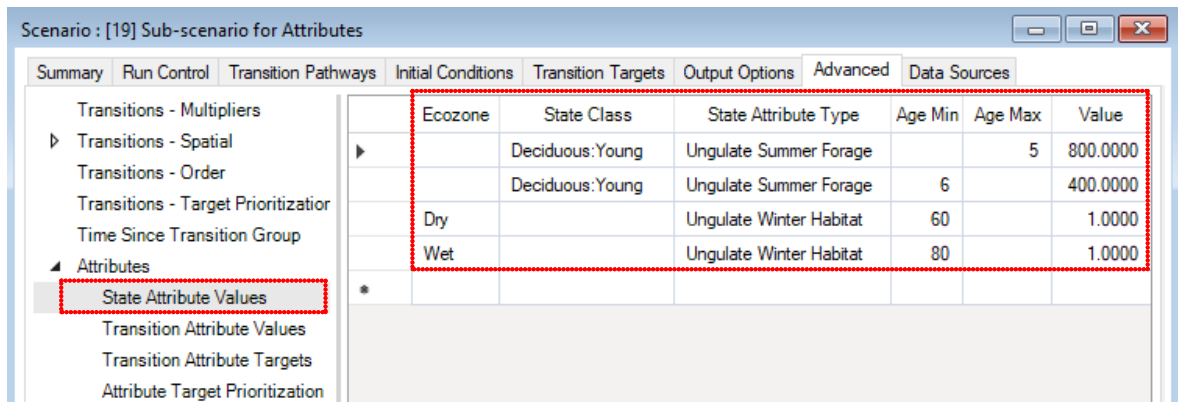 Scenario : [19] Sub-scenario for Attributes
Summary Run Control Transition Pathways Initial Conditions Transition Targets Output Options Advanced Data Sources
Transitions - Multipliers
Transitions - Spatial
Transitions - Order
Transitions - Target Prioritization
Time Since Transition Group
Attributes
State Attribute Values
Transition Attribute Values
Transition Attribute Targets
Attribute Target Prioritization
Ecozone State Class State Attribute Type Age Min Age Max Value
Deciduous:Young Ungulate Summer Forage 5 800.0000
Deciduous:Young Ungulate Summer Forage 6 400.0000
Dry Ungulate Winter Habitat 60 1.0000
Wet Ungulate Winter Habitat 80 1.0000